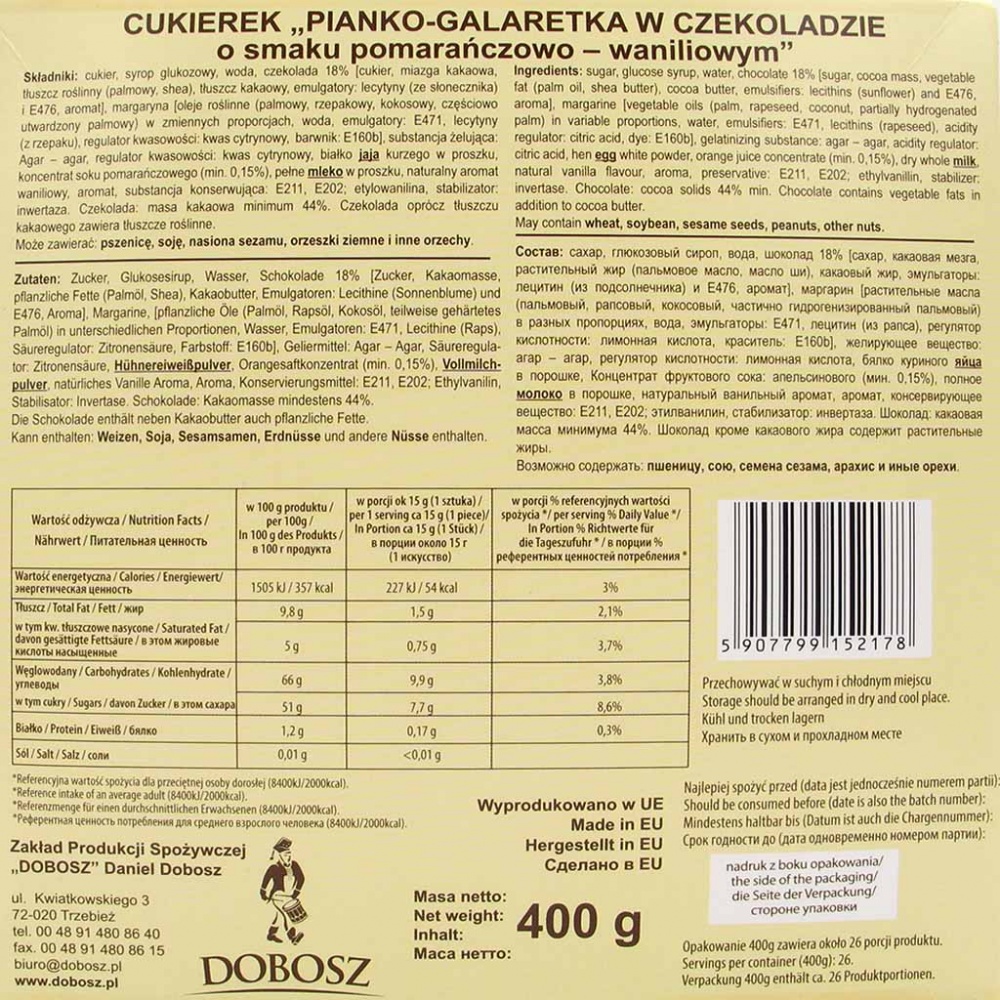 CUKIEREK „PIANKO-GALARETKA W CZEKOLADZIE
o smaku pomarańczowo – waniliowym”
Składniki: cukier, syrop glukozowy, woda, czekolada 18% [cukier, miazga kakaowa,
tłuszcz roślinny (palmowy, shea), tłuszcz kakaowy, emulgatory: lecytyny (ze słonecznika)
i E476, aromat], margaryna [oleje roślinne (palmowy, rzepakowy, kokosowy, częściowo
utwardzony palmowy) w zmiennych proporcjach, woda, emulgatory: E471, lecytyny
(z rzepaku), regulator kwasowości: kwas cytrynowy, barwnik: E160b], substancja żelująca:
Agar – agar, regulator kwasowości: kwas cytrynowy, białko jaja kurzego w proszku,
koncentrat soku pomarańczowego (min. 0,15%), pełne mleko w proszku, naturalny aromat
waniliowy, aromat, substancja konserwująca: E211, E202; etylowanilina, stabilizator:
inwertaza. Czekolada: masa kakaowa minimum 44%. Czekolada oprócz tłuszczu
kakaowego zawiera tłuszcze roślinne.
Może zawierać: pszenicę, soję, nasiona sezamu, orzeszki ziemne i inne orzechy.
Ingredients: sugar, glucose syrup, water, chocolate 18% [sugar, cocoa mass, vegetable
fat (palm oil, shea butter), cocoa butter, emulsifiers: lecithins (sunflower) and E476,
aroma], margarine [vegetable oils (palm, rapeseed, coconut, partially hydrogenated
palm) in variable proportions, water, emulsifiers: E471, lecithins (rapeseed), acidity
regulator: citric acid, dye: E160b], gelatinizing substance: agar – agar, acidity regulator:
citric acid, hen egg white powder, orange juice concentrate (min. 0,15%), dry whole milk,
natural vanilla flavour, aroma, preservative: E211, E202; ethylvanillin, stabilizer:
invertase. Chocolate: cocoa solids 44% min. Chocolate contains vegetable fats in
addition to cocoa butter.
May contain wheat, soybean, sesame seeds, peanuts, other nuts.
Zutaten: Zucker, Glukosesirup, Wasser, Schokolade 18% [Zucker, Kakaomasse,
pflanzliche Fette (Palmöl, Shea), Kakaobutter, Emulgatoren: Lecithine (Sonnenblume) und
E476, Aroma], Margarine, [pflanzliche Öle (Palmöl, Rapsöl, Kokosöl, teilweise gehärtetes
Palmöl) in unterschiedlichen Proportionen, Wasser, Emulgatoren: E471, Lecithine (Raps),
Säureregulator: Zitronensäure, Farbstoff: E160b], Geliermittel: Agar – Agar, Säureregula-
tor: Zitronensäure, Hühnereiweißpulver, Orangesaftkonzentrat (min. 0,15%), Vollmilch-
pulver, natürliches Vanille Aroma, Aroma, Konservierungsmittel: E211, E202; Ethylvanilin,
Stabilisator: Invertase. Schokolade: Kakaomasse mindestens 44%.
Die Schokolade enthält neben Kakaobutter auch pflanzliche Fette.
Kann enthalten: Weizen, Soja, Sesamsamen, Erdnüsse und andere Nüsse enthalten.
Состав: сахар, глюкозовый сироп, вода, шоколад 18% [сахар, какаовая мезга,
растительный жир (пальмовое масло, масло ши), какаовый жир, эмульгаторы:
лецитин (из подсолнечника) и E476, аромат], маргарин [растительные масла
(пальмовый, рапсовый, кокосовый, частично гидрогенизированный пальмовый)
в разных пропорциях, вода, эмульгаторы: E471, лецитин (из рапса), регулятор
кислотности: лимонная кислота, краситель: E160b], желирующее вещество:
агар – агар, регулятор кислотности: лимонная кислота, бялко куриного яйца
в порошке, Концентрат фруктового сока: апельсинового (мин. 0,15%), полное
молоко в порошке, натуральный ванильный аромат, аромат, консервирующее
вещество: E211, E202; этилванилин, стабилизатор: инвертаза. Шоколад: какаовая
масса минимума 44%. Шоколад кроме какаового жира содержит растительные
жиры.
Возможно содержать: пшеницу, сою, семена сезама, арахис и иные орехи.
Wartość odżywcza / Nutrition Facts /
Nährwert / Питательная ценность
w 100 g produktu /
per 100g /
In 100 g des Produkts /
в 100 г продукта
w porcji ok 15 g (1 sztuka) /
per 1 serving ca 15 g (1 piece)/
In Portion ca 15 g (1 Stück) /
в порции около 15 г
(1 искусство)
w porcji % referencyjnych wartości
spożycia */ per serving % Daily Value */
In Portion % Richtwerte für
die Tageszufuhr * / в порции %
референтных ценностей потребления *
Wartość energetyczna / Calories / Energiewert/
энергетическая ценность
1505 kJ / 357 kcal
227 kJ / 54 kcal
3%
Tłuszcz / Total Fat / Fett / жир
9,8 g
1,5 g
2,1%
w tym kw. tłuszczowe nasycone / Saturated Fat /
davon gesättigte Fettsäure / в этом жировые
кислоты насыщенные
5 g
0,75 g
3,7%
Węglowodany / Carbohydrates / Kohlenhydrate /
углеводы
66 g
9,9 g
3,8%
w tym cukry / Sugars / davon Zucker / в этом сахара
51 g
7,7 g
8,6%
Białko / Protein / Eiweiß / бялко
1,2 g
0,17 g
0,3%
Sól / Salt / Salz / соли
0,01 g
<0,01 g
5 907799 152178
Przechowywać w suchym i chłodnym miejscu
Storage should be arranged in dry and cool place.
Kühl und trocken lagern
Хранить в сухом и прохладном месте
*Referencyjna wartość spożycia dla przeciętnej osoby dorosłej (8400kJ/2000kcal).
*Reference intake of an average adult (8400kJ/2000kcal).
*Referenzmenge für einen durchschnittlichen Erwachsenen (8400kJ/2000kcal).
*Референтная ценность потребления для среднего взрослого человека (8400kJ/2000kcal).
Zakład Produkcji Spożywczej
„DOBOSZ” Daniel Dobosz
ul. Kwiatkowskiego 3
72-020 Trzebież
tel. 00 48 91 480 86 40
fax. 00 48 91 480 86 15
biuro@dobosz.pl
www.dobosz.pl
DOBOSZ
Wyprodukowano w UE
Made in EU
Hergestellt in EU
Сделано в EU
Masa netto:
Net weight:
Inhalt:
Маса нетто:
400 g
Najlepiej spożyć przed (data jest jednocześnie numerem partii):
Should be consumed before (date is also the batch number):
Mindestens haltbar bis (Datum ist auch die Chargennummer):
Срок годности до (дата одновременно номером партии):
nadruk z boku opakowania/
the side of the packaging/
die Seite der Verpackung/
стороне упаковки
Opakowanie 400g zawiera około 26 porcji produktu.
Servings per container (400g): 26.
Verpackung 400g enthält ca. 26 Produktportionen.